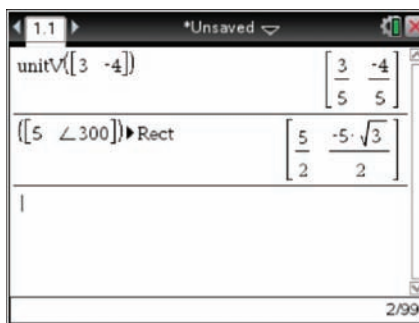 1.1 *Unsaved
unitV([3 -4]) [3/5 -4/5]
([5 ∠300])▶Rect [5/2 -5·√3/2]
2/99